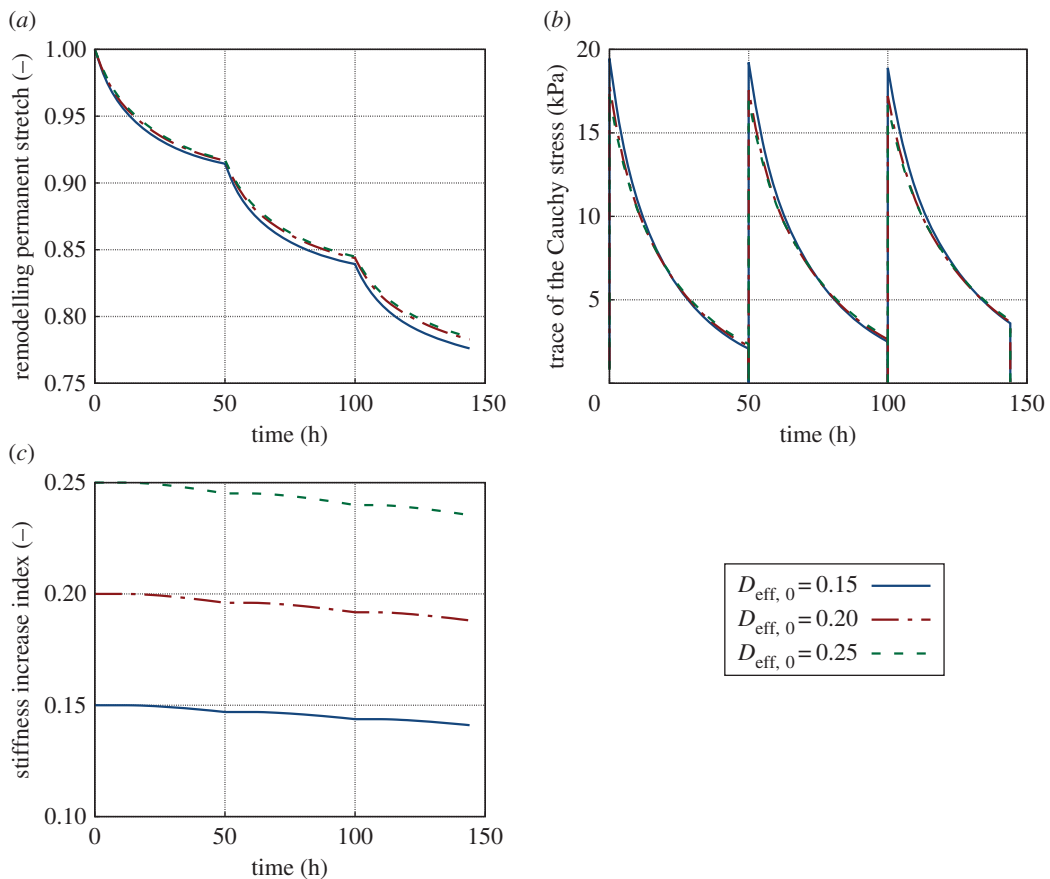 (a)
remodelling permanent stretch (–)
1.00
0.95
0.90
0.85
0.80
0.75
0
50
100
150
time (h)
(b)
trace of the Cauchy stress (kPa)
20
15
10
5
0
50
100
150
time (h)
(c)
stiffness increase index (–)
0.25
0.20
0.15
0.10
0
50
100
150
time (h)
D eff, 0 = 0.15
D eff, 0 = 0.20
D eff, 0 = 0.25